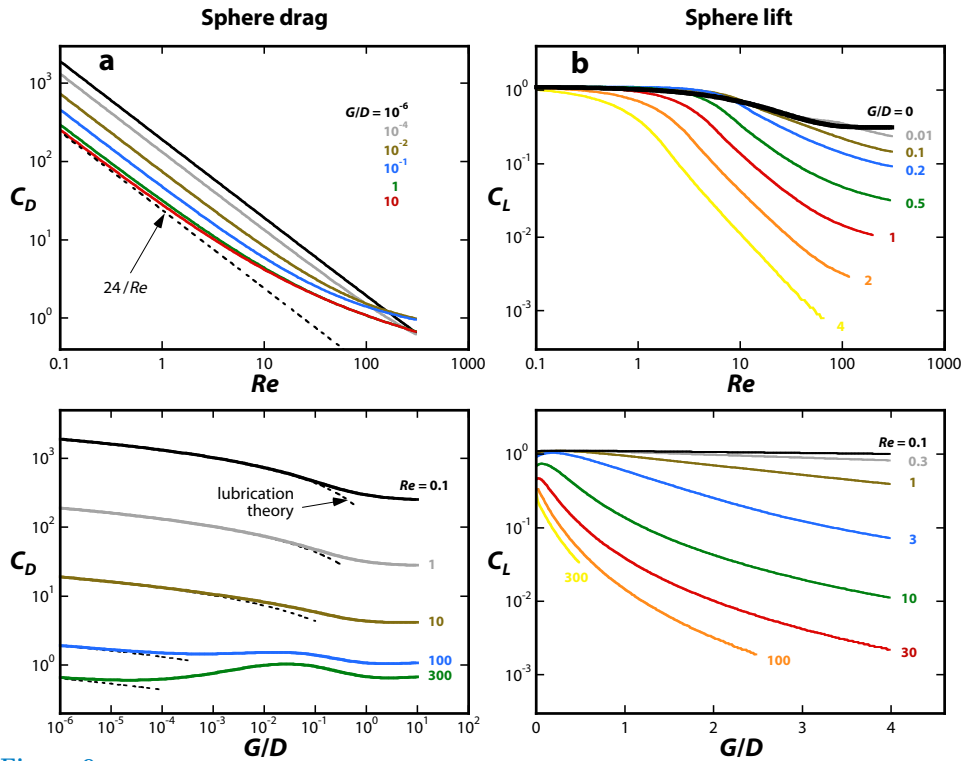 Sphere drag
Sphere lift
a
10³
10²
10¹
10⁰
C_D
G/D = 10⁻⁶
10⁻⁴
10⁻²
10⁻¹
1
10
24/Re
0.1 1 10 100 1000
Re
b
10⁰
10⁻¹
10⁻²
10⁻³
C_L
G/D = 0
0.01
0.1
0.2
0.5
1
2
4
0.1 1 10 100 1000
Re
10³
10²
10¹
10⁰
C_D
Re = 0.1
lubrication
theory
1
10
100
300
10⁻⁶ 10⁻⁵ 10⁻⁴ 10⁻³ 10⁻² 10⁻¹ 10⁰ 10¹ 10²
G/D
10⁰
10⁻¹
10⁻²
10⁻³
C_L
Re = 0.1
0.3
1
3
10
30
100
300
0 1 2 3 4
G/D